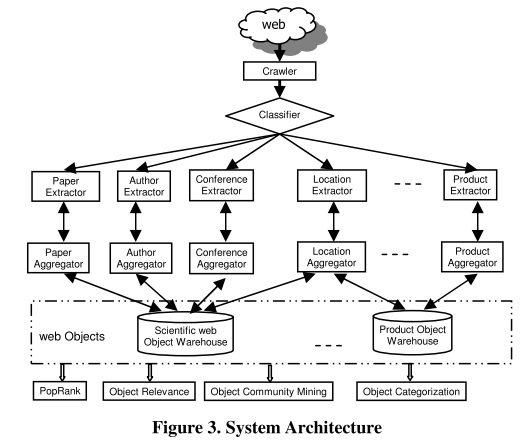 web
Crawler
Classifier
Paper
Extractor
Author
Extractor
Conference
Extractor
Location
Extractor
Product
Extractor
Paper
Aggregator
Author
Aggregator
Conference
Aggregator
Location
Aggregator
Product
Aggregator
web Objects
Scientific web
Object Warehouse
Product Object
Warehouse
PopRank
Object Relevance
Object Community Mining
Object Categorization
Figure 3. System Architecture